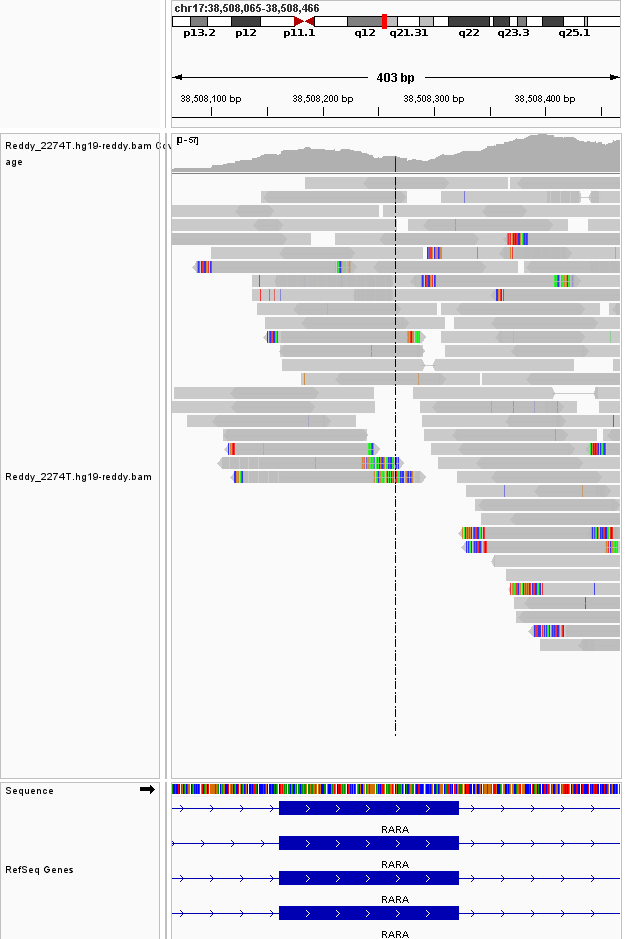 chr17:38,508,065-38,508,466
p13.2 p12 p11.1 q12 q21.31 q22 q23.3 q25.1
403 bp
38,508,100 bp 38,508,200 bp 38,508,300 bp 38,508,400 bp
[0-57]
Reddy_2274T.hg19-reddy.bam
age
Reddy_2274T.hg19-reddy.bam
Sequence
RARA
RARA
RefSeq Genes
RARA
RARA